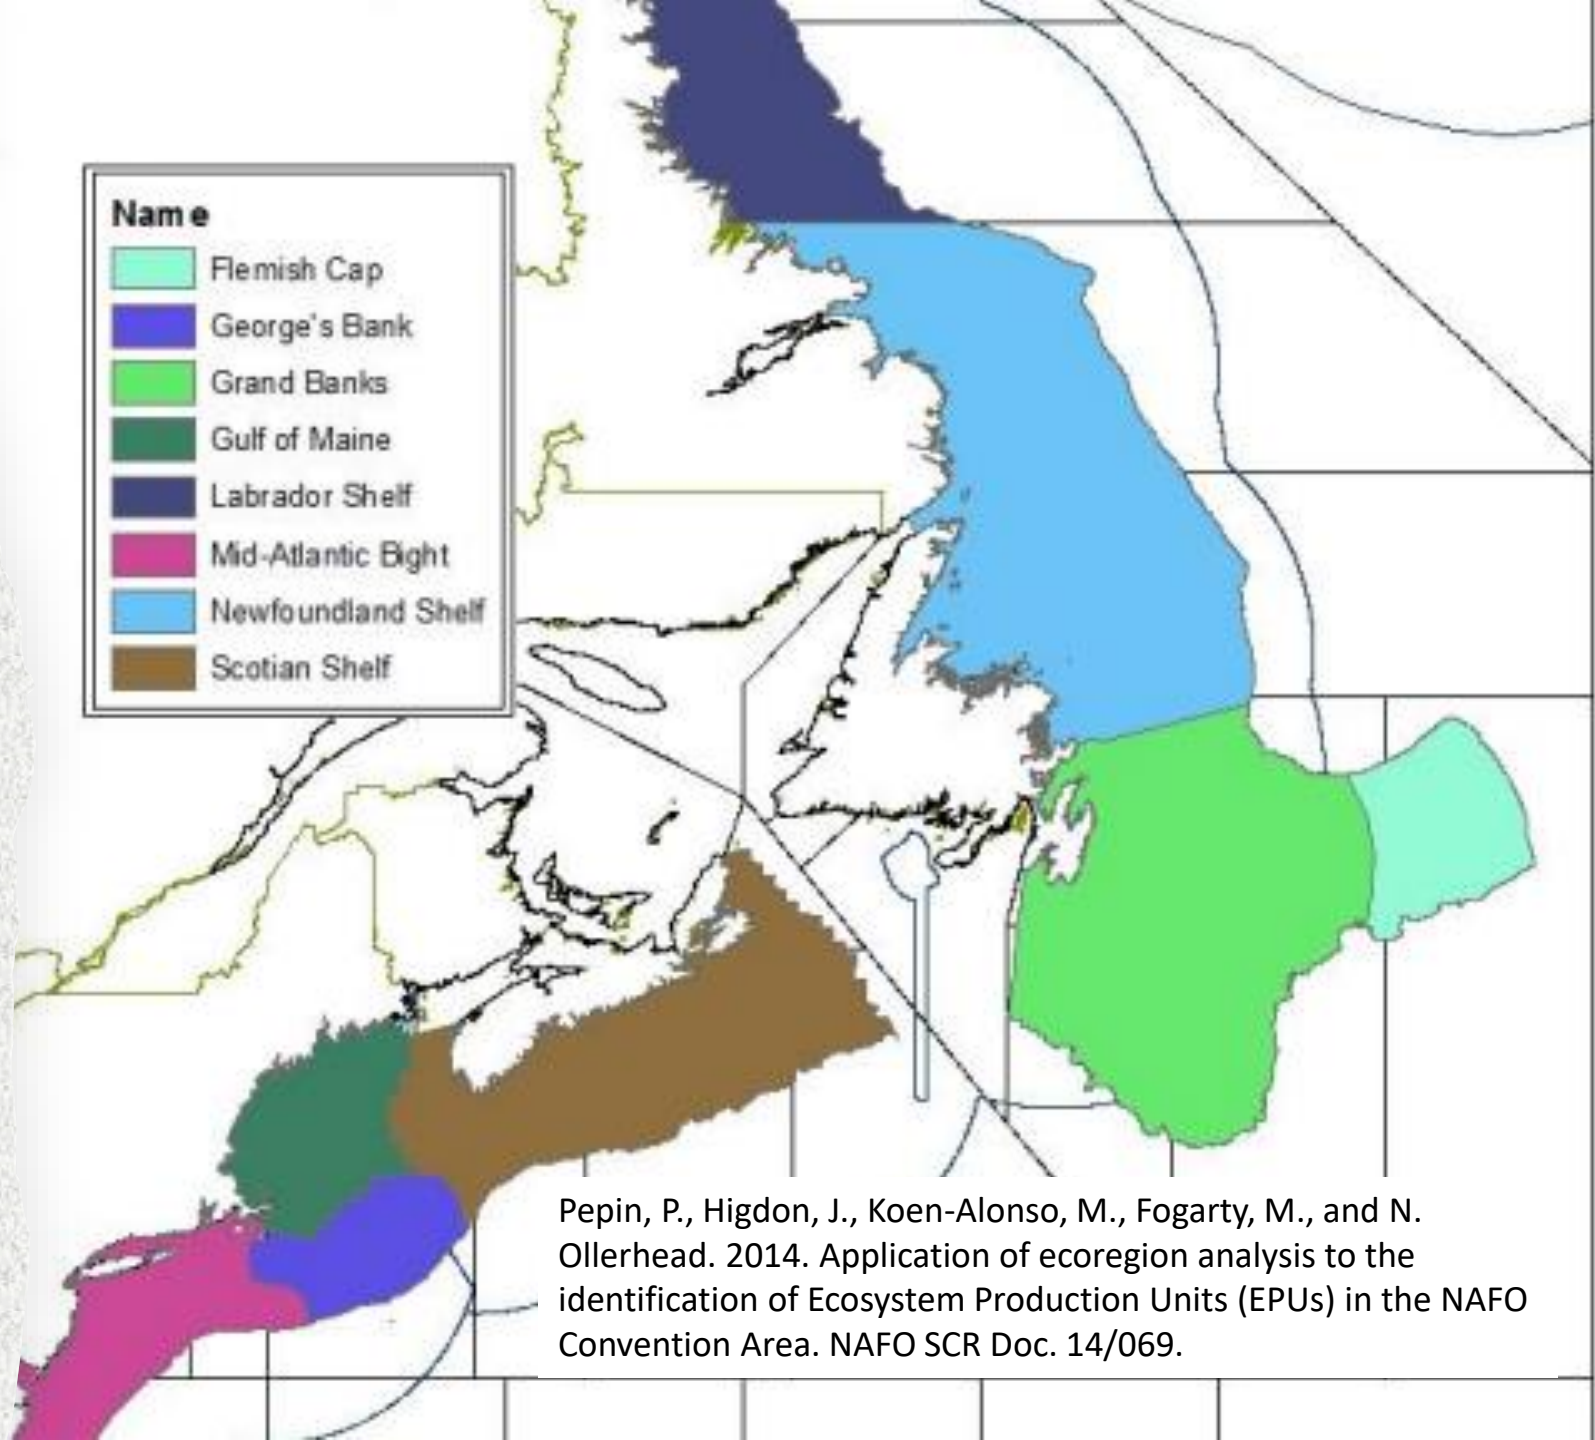 Name
Flemish Cap
George's Bank
Grand Banks
Gulf of Maine
Labrador Shelf
Mid-Atlantic Bight
Newfoundland Shelf
Scotian Shelf
Pepin, P., Higdon, J., Koen-Alonso, M., Fogarty, M., and N.
Ollerhead. 2014. Application of ecoregion analysis to the
identification of Ecosystem Production Units (EPUs) in the NAFO
Convention Area. NAFO SCR Doc. 14/069.